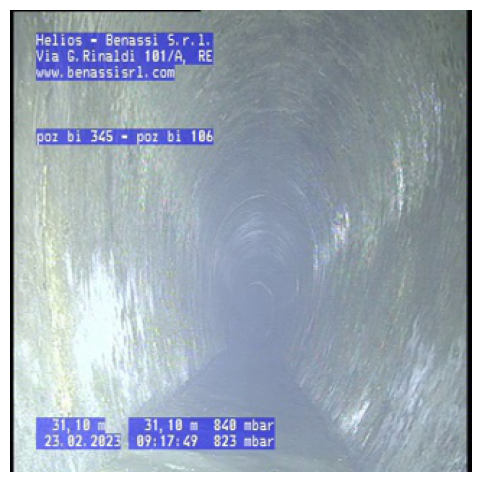 Helios - Benassi S.r.l.
Via G.Rinaldi 101/A, RE
www.benassisrl.com
poz bi 345 - poz bi 106
31,10 m 31,10 m 840 mbar
23.02.2023 09:17:49 823 mbar